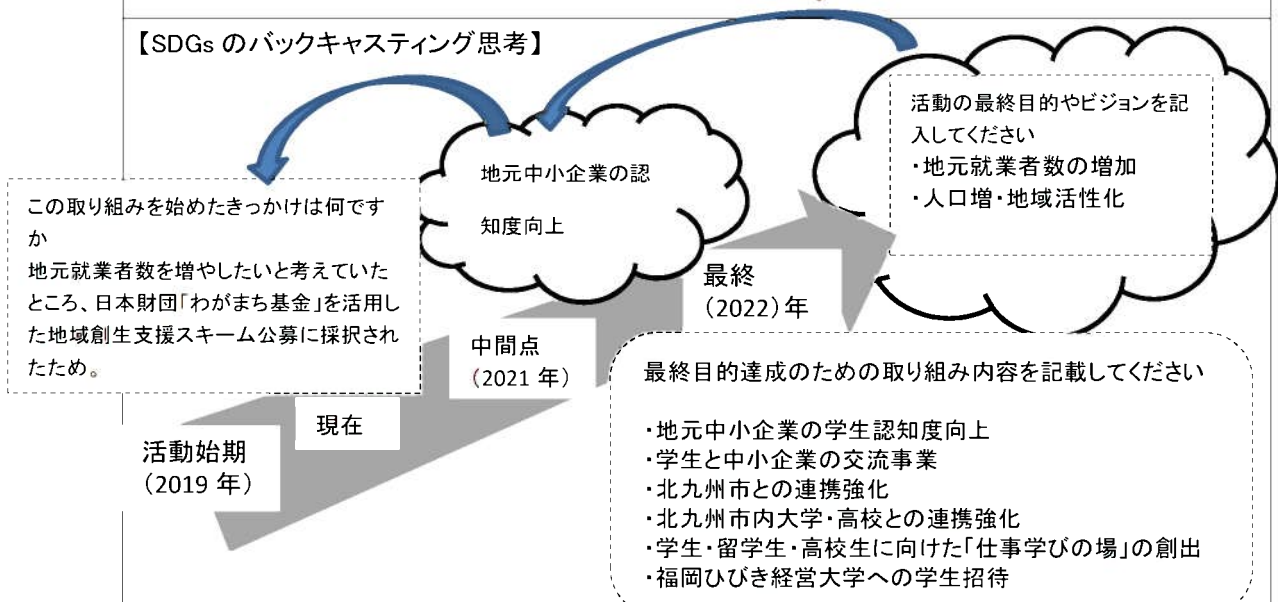 【SDGs のバックキャスティング思考】
活動の最終目的やビジョンを記
入してください
・地元就業者数の増加
・人口増・地域活性化
地元中小企業の認
知度向上
この取り組みを始めたきっかけは何です
か
地元就業者数を増やしたいと考えていた
ところ、日本財団「わがまち基金」を活用し
た地域創生支援スキーム公募に採択され
たため。
最終
(2022)年
中間点
(2021 年)
現在
活動始期
(2019 年)
最終目的達成のための取り組み内容を記載してください
・地元中小企業の学生認知度向上
・学生と中小企業の交流事業
・北九州市との連携強化
・北九州市内大学・高校との連携強化
・学生・留学生・高校生に向けた「仕事学びの場」の創出
・福岡ひびき経営大学への学生招待